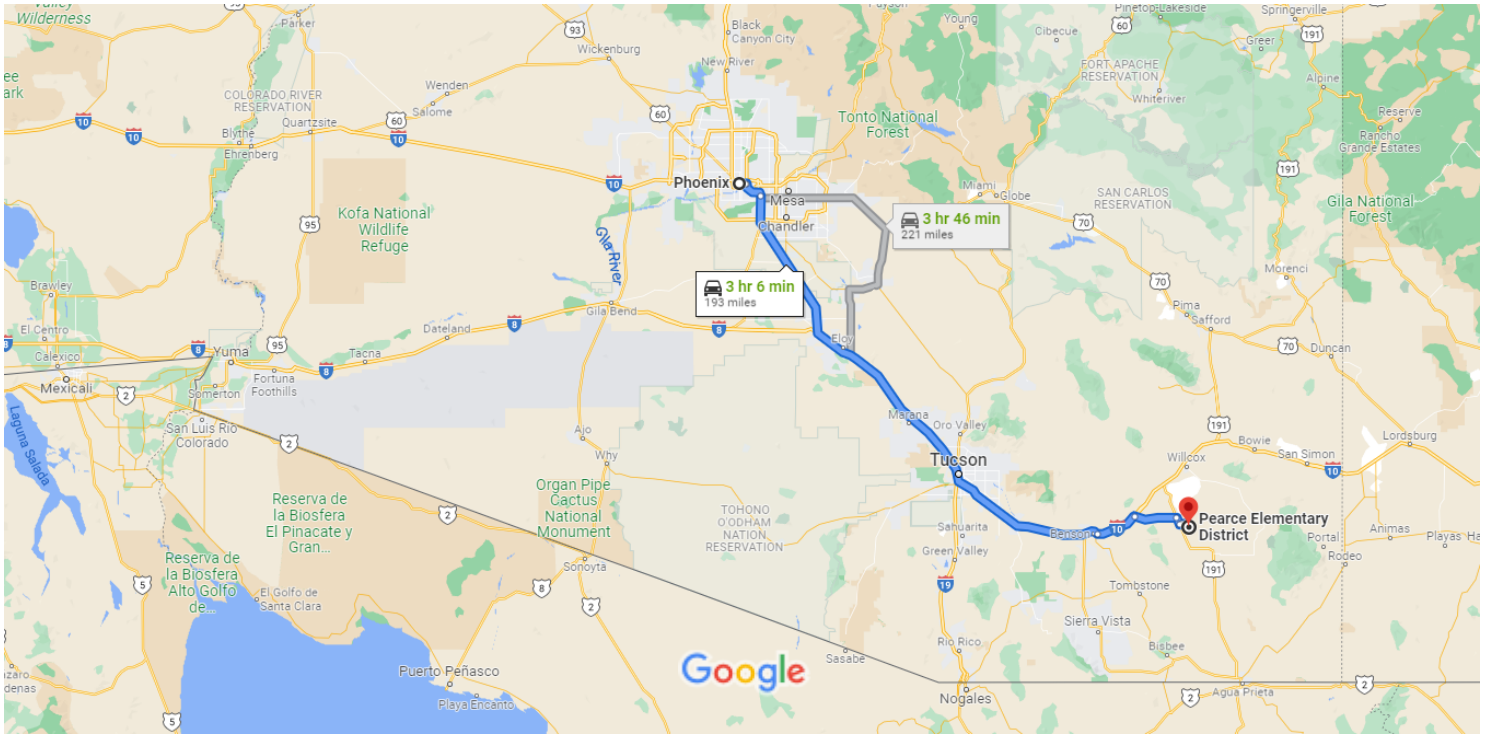 Valley
Wilderness
93
Parker
93
Wickenburg
Black
Canyon City
Payson
Young
Cibecue
60
Pinetop-Lakeside
Springerville
191
Greer
New River
FORT APACHE
RESERVATION
Whiteriver
Alpine
COLORADO RIVER
RESERVATION
Wenden
Salome
60
60
Tonto National
Forest
Reserve
Rancho
Grande Estates
10
10
Blythe
Ehrenberg
Quartzsite
10
10
Phoenix
Mesa
Chandler
Miami
Globe
SAN CARLOS
RESERVATION
191
Gila National
Forest
95
Kofa National
Wildlife
Refuge
Gila River
3 hr 46 min
221 miles
70
3 hr 6 min
193 miles
Morenci
70
Brawley
El Centro
Calexico
Mexicali
8
8
Yuma
95
Somerton
Fortuna
Foothills
Tacna
8
Dateland
8
Gila Bend
8
Eloy
Pima
Safford
70
Duncan
2
San Luis Rio
Colorado
2
Laguna Salada
Ajo
Why
Marana
Oro Valley
Tucson
191
Bowie
Willcox
San Simon
10
Lordsburg
Organ Pipe
Cactus
National
Monument
TOHONO
O'ODHAM
NATION
RESERVATION
Reserva de
la Biosfera
El Pinacate y
Gran...
2
Sahuarita
Green Valley
Benson
10
Pearce Elementary
District
Animas
Playas Ha
Portal
Rodeo
Reserva de
la Biosfera
Alto Golfo
de...
5
El Golfo de
Santa Clara
Sonoyta
8
2
19
Tombstone
191
Sierra Vista
Bisbee
Rio Rico
Sasabe
Google
Puerto Peñasco
Playa Encanto
5
Nogales
2
Agua Prieta
2